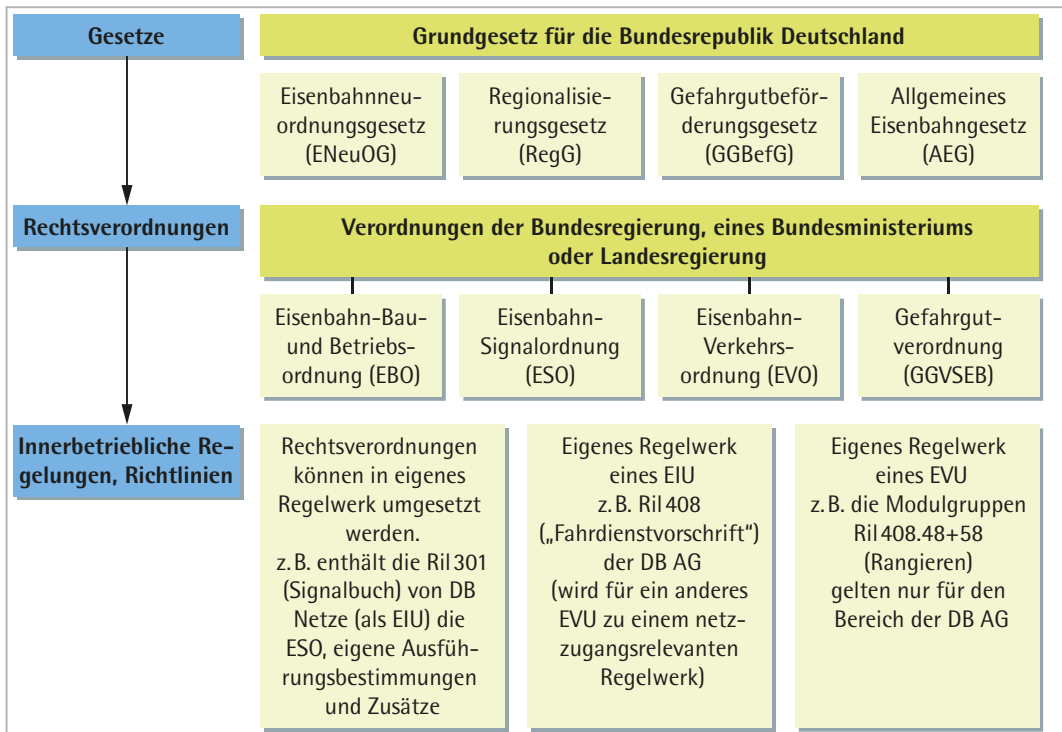 Gesetze
Grundgesetz für die Bundesrepublik Deutschland
Eisenbahnneu-
ordnungsgesetz
(ENeuOG)
Regionalisie-
rungsgesetz
(RegG)
Gefahrgutbeför-
derungsgesetz
(GGBefG)
Allgemeines
Eisenbahngesetz
(AEG)
Rechtsverordnungen
Verordnungen der Bundesregierung, eines Bundesministeriums
oder Landesregierung
Eisenbahn-Bau-
und Betriebs-
ordnung (EBO)
Eisenbahn-
Signalordnung
(ESO)
Eisenbahn-
Verkehrs-
ordnung (EVO)
Gefahrgut-
verordnung
(GGVSEB)
Innerbetriebliche Re-
gelungen, Richtlinien
Rechtsverordnungen
können in eigenes
Regelwerk umgesetzt
werden.
z. B. enthält die Ril 301
(Signalbuch) von DB
Netze (als EIU) die
ESO, eigene Ausfüh-
rungsbestimmungen
und Zusätze
Eigenes Regelwerk
eines EIU
z. B. Ril 408
(„Fahrdienstvorschrift“)
der DB AG
(wird für ein anderes
EVU zu einem netz-
zugangsrelevanten
Regelwerk)
Eigenes Regelwerk
eines EVU
z. B. die Modulgruppen
Ril 408.48+58
(Rangieren)
gelten nur für den
Bereich der DB AG